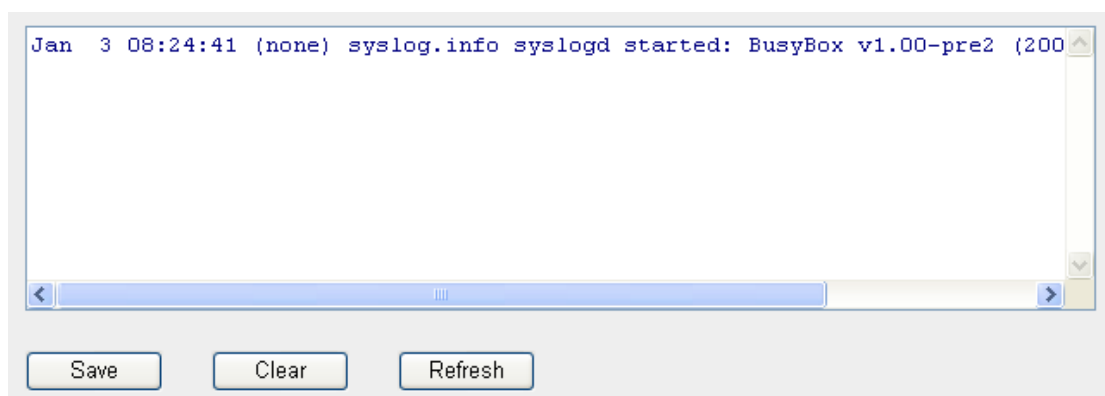 Jan  3 08:24:41 (none) syslog.info syslogd started: BusyBox v1.00-pre2 (200
Save
Clear
Refresh